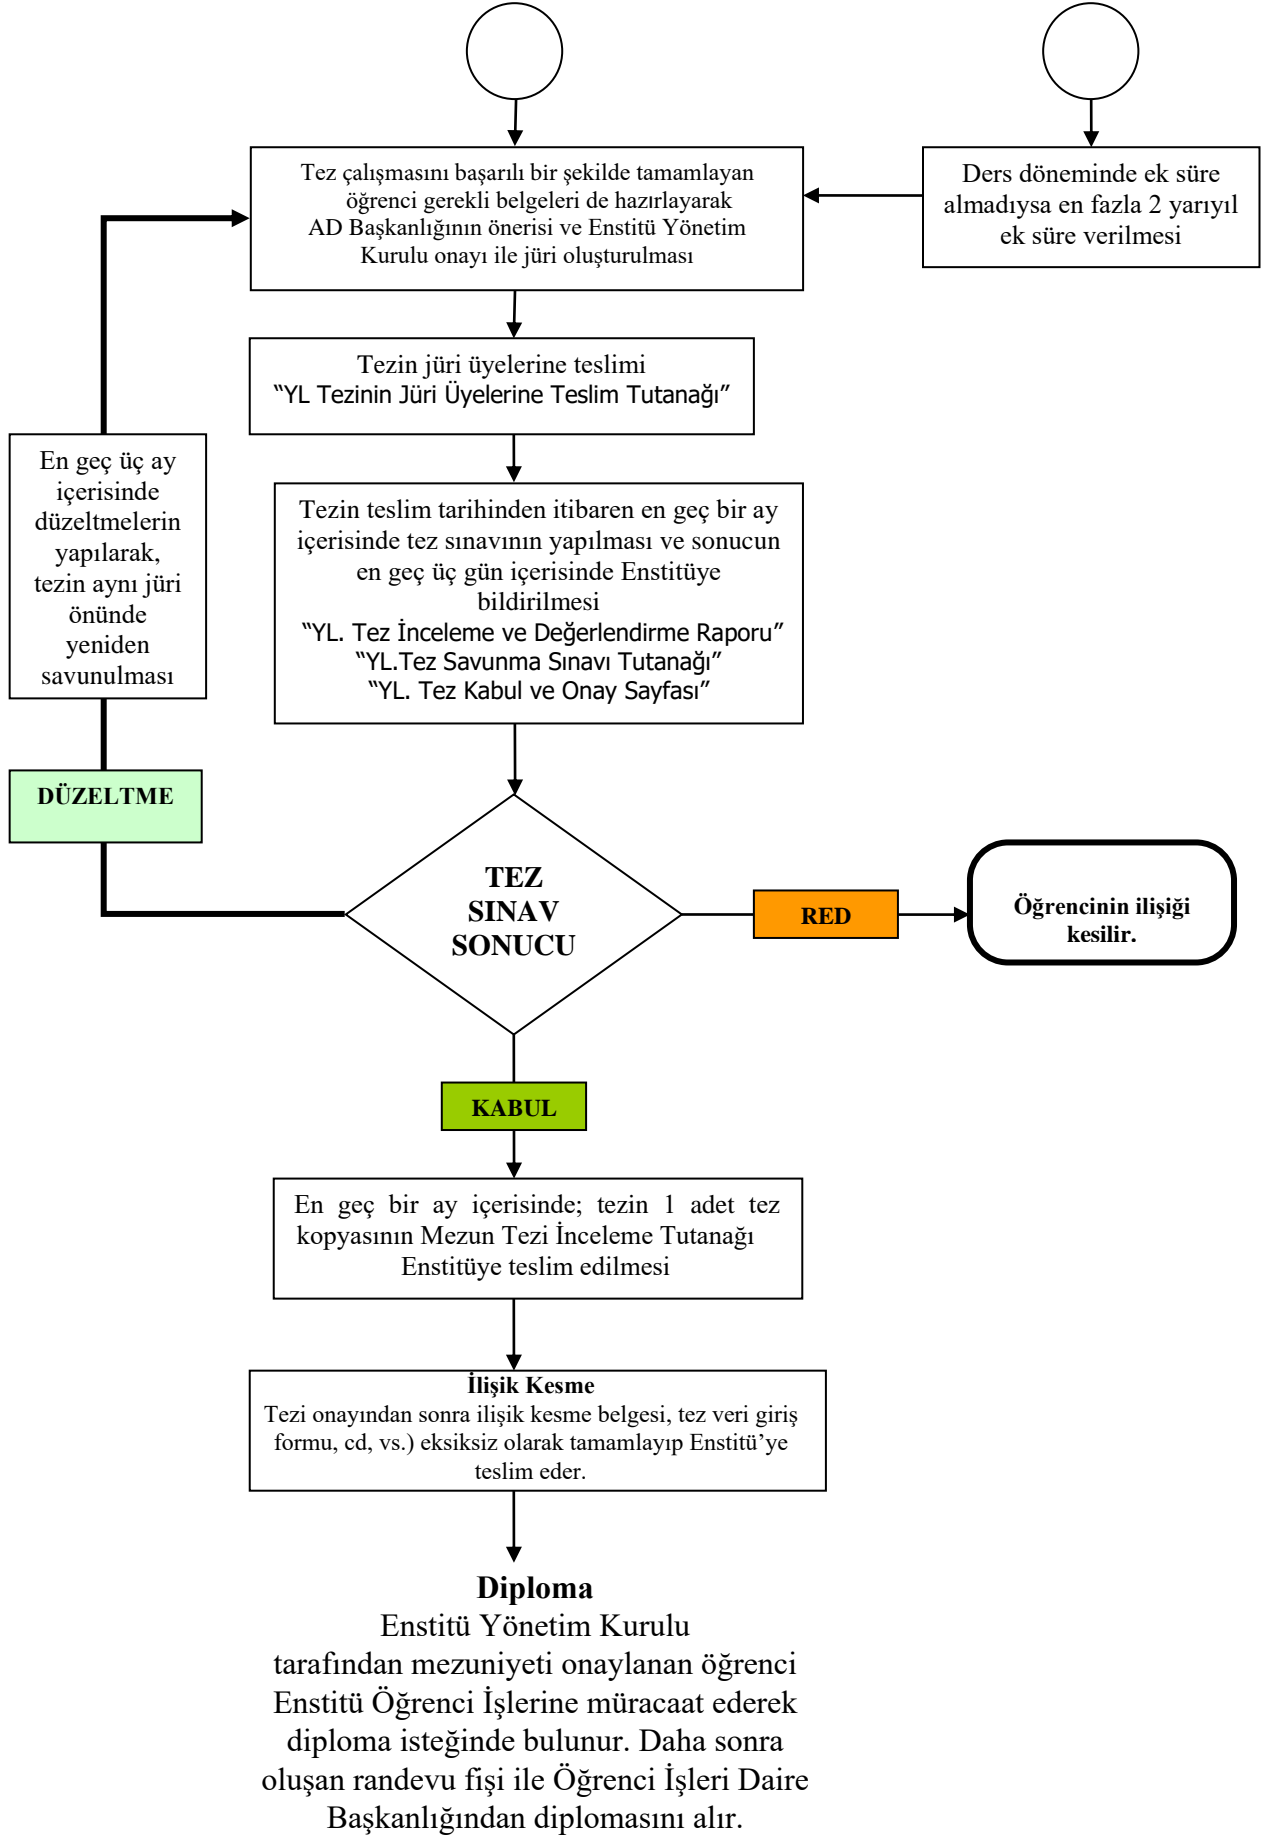 Tez çalışmasını başarılı bir şekilde tamamlayan
öğrenci gerekli belgeleri de hazırlayarak
AD Başkanlığının önerisi ve Enstitü Yönetim
Kurulu onayı ile jüri oluşturulması
Ders döneminde ek süre
almadıysa en fazla 2 yarıyıl
ek süre verilmesi
Tezin jüri üyelerine teslimi
“YL Tezinin Jüri Üyelerine Teslim Tutanağı”
En geç üç ay
içerisinde
düzeltmelerin
yapılarak,
tezin aynı jüri
önünde
yeniden
savunulması
Tezin teslim tarihinden itibaren en geç bir ay
içerisinde tez sınavının yapılması ve sonucun
en geç üç gün içerisinde Enstitüye
bildirilmesi
“YL. Tez İnceleme ve Değerlendirme Raporu”
“YL.Tez Savunma Sınavı Tutanağı”
“YL. Tez Kabul ve Onay Sayfası”
DÜZELTME
TEZ
SINAV
SONUCU
RED
Öğrencinin ilişiği
kesilir.
KABUL
En geç bir ay içerisinde; tezin 1 adet tez
kopyasının Mezun Tezi İnceleme Tutanağı
Enstitüye teslim edilmesi
İlişik Kesme
Tezi onayından sonra ilişik kesme belgesi, tez veri giriş
formu, cd, vs.) eksiksiz olarak tamamlayıp Enstitü’ye
teslim eder.
Diploma
Enstitü Yönetim Kurulu
tarafından mezuniyeti onaylanan öğrenci
Enstitü Öğrenci İşlerine müracaat ederek
diploma isteğinde bulunur. Daha sonra
oluşan randevu fişi ile Öğrenci İşleri Daire
Başkanlığından diplomasını alır.